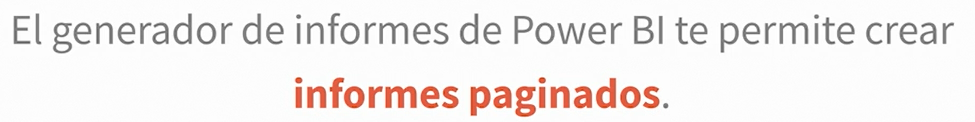 El generador de informes de Power BI te permite crear
informes paginados.